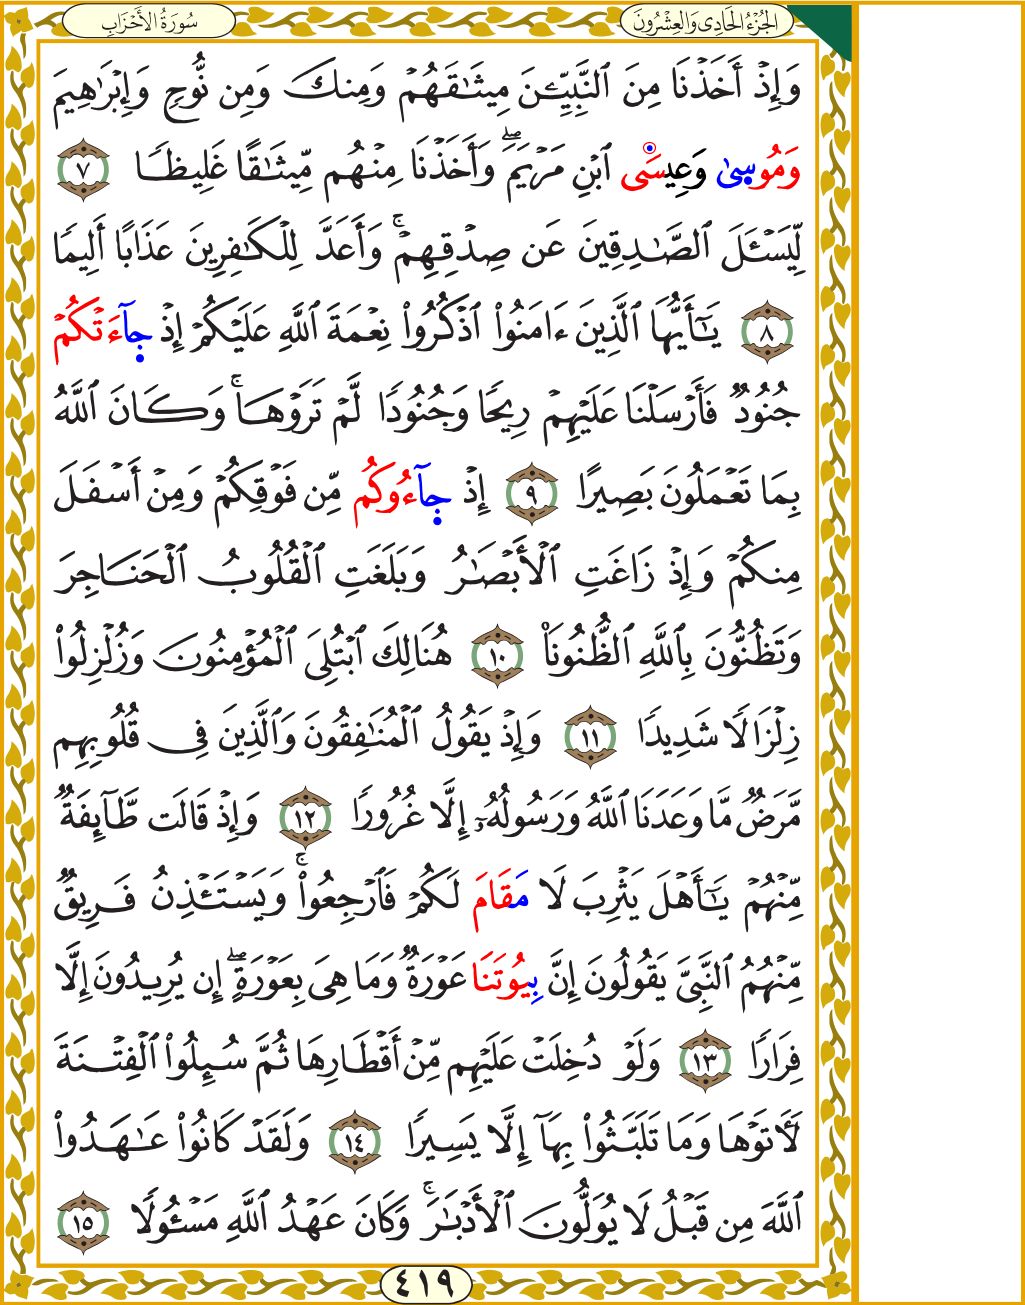 الجُزْءُ الحَادِي وَالعِشْرُونَ
سُورَةُ الأَحْزَابِ
وَإِذْ أَخَذْنَا مِنَ ٱلنَّبِيِّـۧنَ مِيثَـٰقَهُمْ وَمِنكَ وَمِن نُّوحٍ وَإِبْرَٰهِيمَ
وَمُوسىٰ وَعِيسَى ٱبْنِ مَرْيَمَۖ وَأَخَذْنَا مِنْهُم مِّيثَـٰقًا غَلِيظًا ٧
لِّيَسْـَٔلَ ٱلصَّـٰدِقِينَ عَن صِدْقِهِمْۚ وَأَعَدَّ لِلْكَـٰفِرِينَ عَذَابًا أَلِيمًا
٨ يَـٰٓأَيُّهَا ٱلَّذِينَ ءَامَنُوا۟ ٱذْكُرُوا۟ نِعْمَةَ ٱللَّهِ عَلَيْكُمْ إِذْ جآءَتْكُمْ
جُنُودٌ فَأَرْسَلْنَا عَلَيْهِمْ رِيحًا وَجُنُودًا لَّمْ تَرَوْهَاۚ وَكَانَ ٱللَّهُ
بِمَا تَعْمَلُونَ بَصِيرًا ٩ إِذْ جآءُوكُم مِّن فَوْقِكُمْ وَمِنْ أَسْفَلَ
مِنكُمْ وَإِذْ زَاغَتِ ٱلْأَبْصَـٰرُ وَبَلَغَتِ ٱلْقُلُوبُ ٱلْحَنَاجِرَ
وَتَظُنُّونَ بِٱللَّهِ ٱلظُّنُونَا۠ ١٠ هُنَالِكَ ٱبْتُلِىَ ٱلْمُؤْمِنُونَ وَزُلْزِلُوا۟
زِلْزَالًا شَدِيدًا ١١ وَإِذْ يَقُولُ ٱلْمُنَـٰفِقُونَ وَٱلَّذِينَ فِى قُلُوبِهِم
مَّرَضٌ مَّا وَعَدَنَا ٱللَّهُ وَرَسُولُهُۥٓ إِلَّا غُرُورًا ١٢ وَإِذْ قَالَت طَّآئِفَةٌ
مِّنْهُمْ يَـٰٓأَهْلَ يَثْرِبَ لَا مَقَامَ لَكُمْ فَٱرْجِعُوا۟ۚ وَيَسْتَـْٔذِنُ فَرِيقٌ
مِّنْهُمُ ٱلنَّبِىَّ يَقُولُونَ إِنَّ بِيُوتَنَا عَوْرَةٌ وَمَا هِىَ بِعَوْرَةٍۖ إِن يُرِيدُونَ إِلَّا
فِرَارًا ١٣ وَلَوْ دُخِلَتْ عَلَيْهِم مِّنْ أَقْطَارِهَا ثُمَّ سُئِلُوا۟ ٱلْفِتْنَةَ
لَـَٔاتَوْهَا وَمَا تَلَبَّثُوا۟ بِهَآ إِلَّا يَسِيرًا ١٤ وَلَقَدْ كَانُوا۟ عَـٰهَدُوا۟
ٱللَّهَ مِن قَبْلُ لَا يُوَلُّونَ ٱلْأَدْبَـٰرَۚ وَكَانَ عَهْدُ ٱللَّهِ مَسْـُٔولًا ١٥
٤١٩